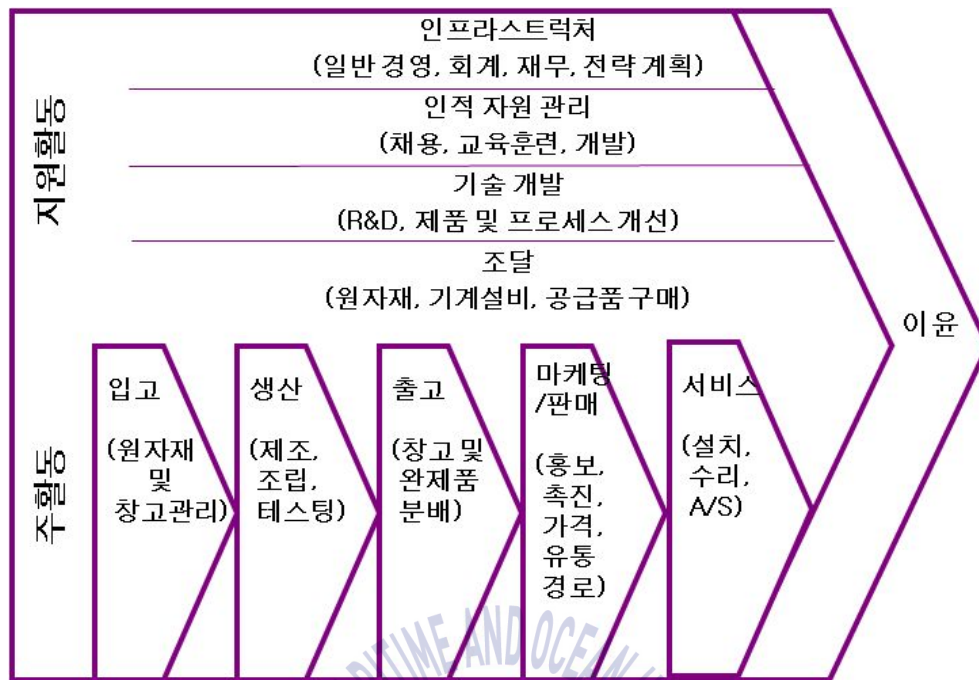 인프라스트럭처
(일반 경영, 회계, 재무, 전략 계획)
인적 자원 관리
(채용, 교육훈련, 개발)
기술 개발
(R&D, 제품 및 프로세스 개선)
조달
(원자재, 기계설비, 공급품 구매)
지원활동
이윤
주활동
입고
(원자재
및
창고관리)
생산
(제조,
조립,
테스팅)
출고
(창고 및
완제품
분배)
마케팅
/판매
(홍보,
촉진,
가격,
유통
경로)
서비스
(설치,
수리,
A/S)
AND OCEAN